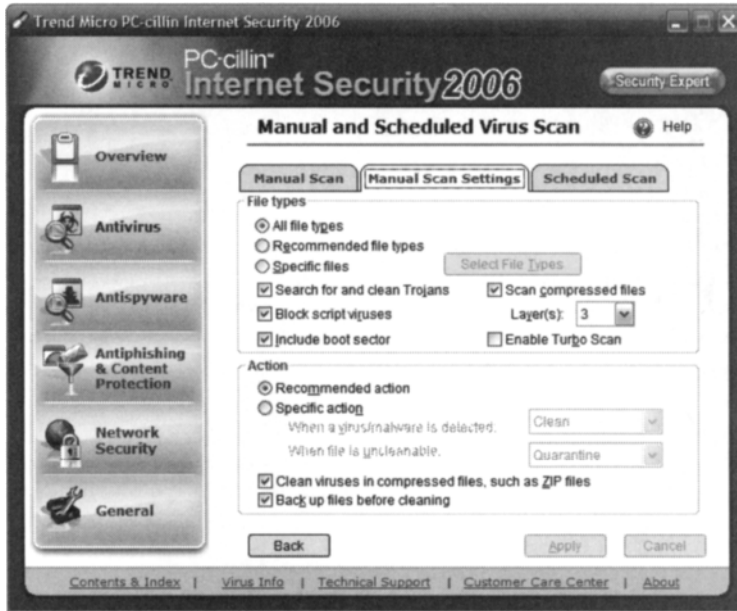 Trend Micro PC-cillin Internet Security 2006
TREND
MICRO
PC-cillin™
Internet Security 2006
Security Expert
Overview
Antivirus
Antispyware
Antiphishing
& Content
Protection
Network
Security
General
Manual and Scheduled Virus Scan
Help
Manual Scan
Manual Scan Settings
Scheduled Scan
File types
All file types
Recommended file types
Specific files
Select File Types
Search for and clean Trojans
Scan compressed files
Block script viruses
Layer(s): 3
Include boot sector
Enable Turbo Scan
Action
Recommended action
Specific action
When a virus/malware is detected.
Clean
When file is uncleanable.
Quarantine
Clean viruses in compressed files, such as ZIP files
Back up files before cleaning
Back
Apply
Cancel
Contents & Index | Virus Info | Technical Support | Customer Care Center | About